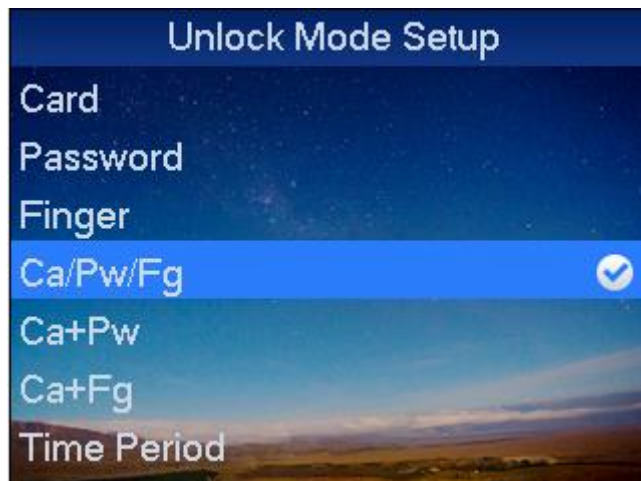 Unlock Mode Setup
Card
Password
Finger
Ca/Pw/Fg
Ca+Pw
Ca+Fg
Time Period